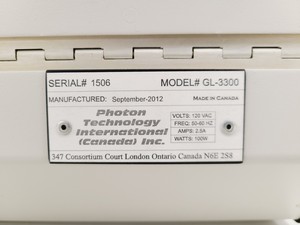 SERIAL# 1506 MODEL# GL-3300
MANUFACTURED: September-2012 MADE IN CANADA
Photon
Technology
International
(Canada) Inc.
VOLTS: 120 VAC
FREQ: 50-60 HZ
AMPS: 2.5A
WATTS: 100W
347 Consortium Court London Ontario Canada N6E 2S8